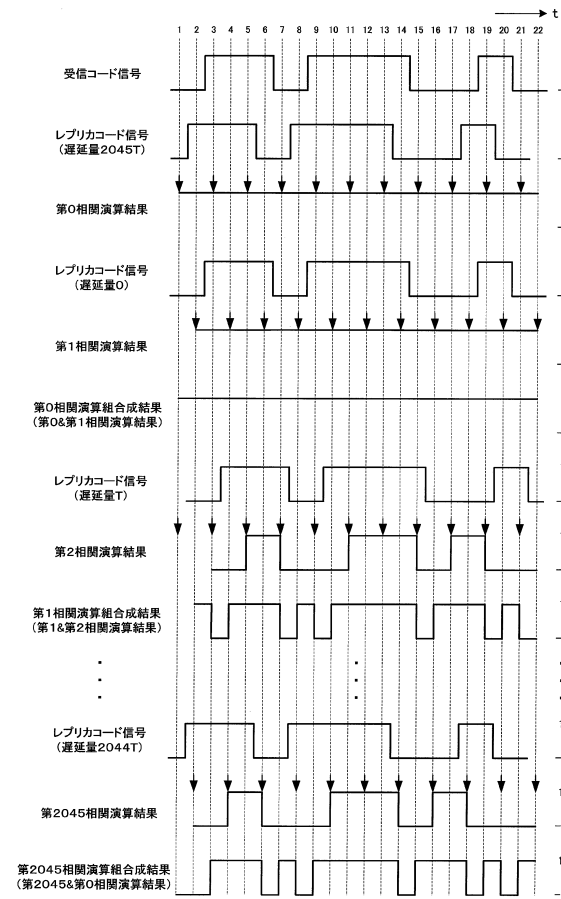 t
1 2 3 4 5 6 7 8 9 10 11 12 13 14 15 16 17 18 19 20 21 22
受信コード信号
レプリカコード信号
(遅延量2045T)
第0相関演算結果
レプリカコード信号
(遅延量0)
第1相関演算結果
第0相関演算組合成結果
(第0&第1相関演算結果)
レプリカコード信号
(遅延量T)
第2相関演算結果
第1相関演算組合成結果
(第1&第2相関演算結果)
レプリカコード信号
(遅延量2044T)
第2045相関演算結果
第2045相関演算組合成結果
(第2045&第0相関演算結果)